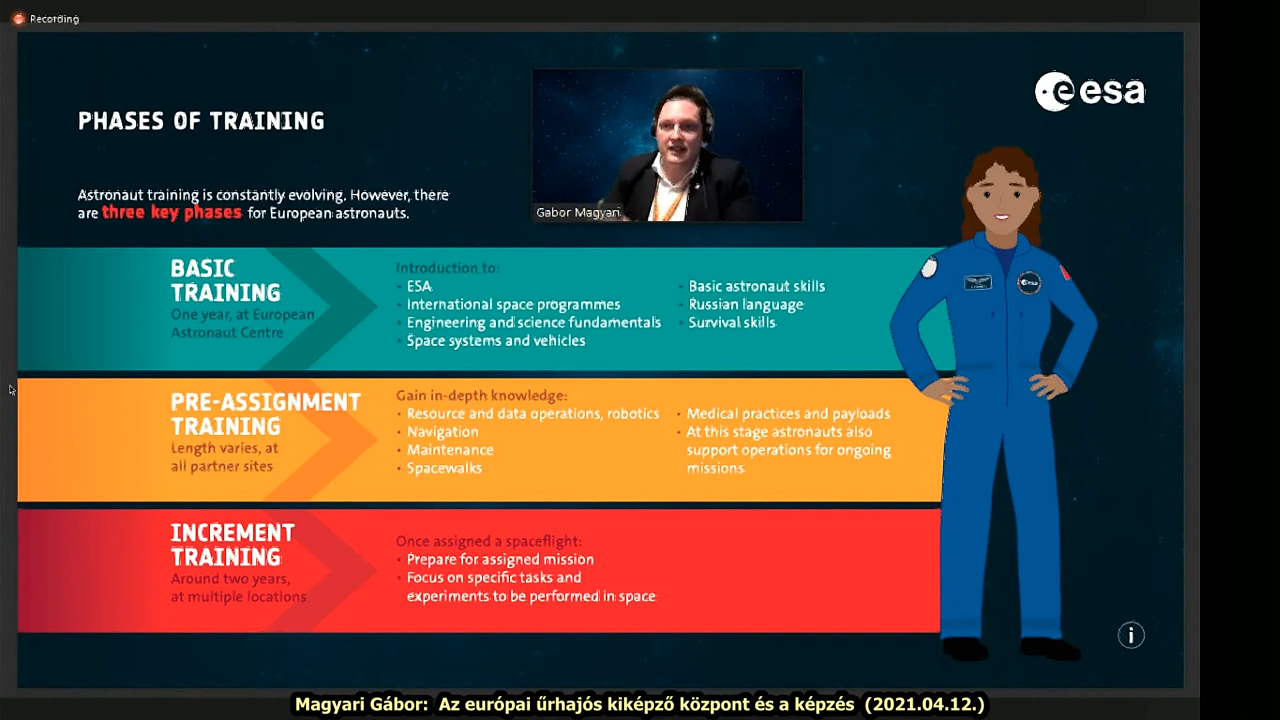 Recording
esa
PHASES OF TRAINING
Astronaut training is constantly evolving. However, there
are three key phases for European astronauts.
Gabor Magyari
BASIC
TRAINING
One year, at European
Astronaut Centre
Introduction to:
· ESA
· International space programmes
· Engineering and science fundamentals
· Space systems and vehicles
· Basic astronaut skills
· Russian language
· Survival skills
PRE-ASSIGNMENT
TRAINING
Length varies, at
all partner sites
Gain in-depth knowledge:
· Resource and data operations, robotics
· Navigation
· Maintenance
· Spacewalks
· Medical practices and payloads
· At this stage astronauts also
support operations for ongoing
missions
INCREMENT
TRAINING
Around two years,
at multiple locations
Once assigned a spaceflight:
· Prepare for assigned mission
· Focus on specific tasks and
experiments to be performed in space
esa
i
Magyari Gábor: Az európai űrhajós kiképző központ és a képzés (2021.04.12.)